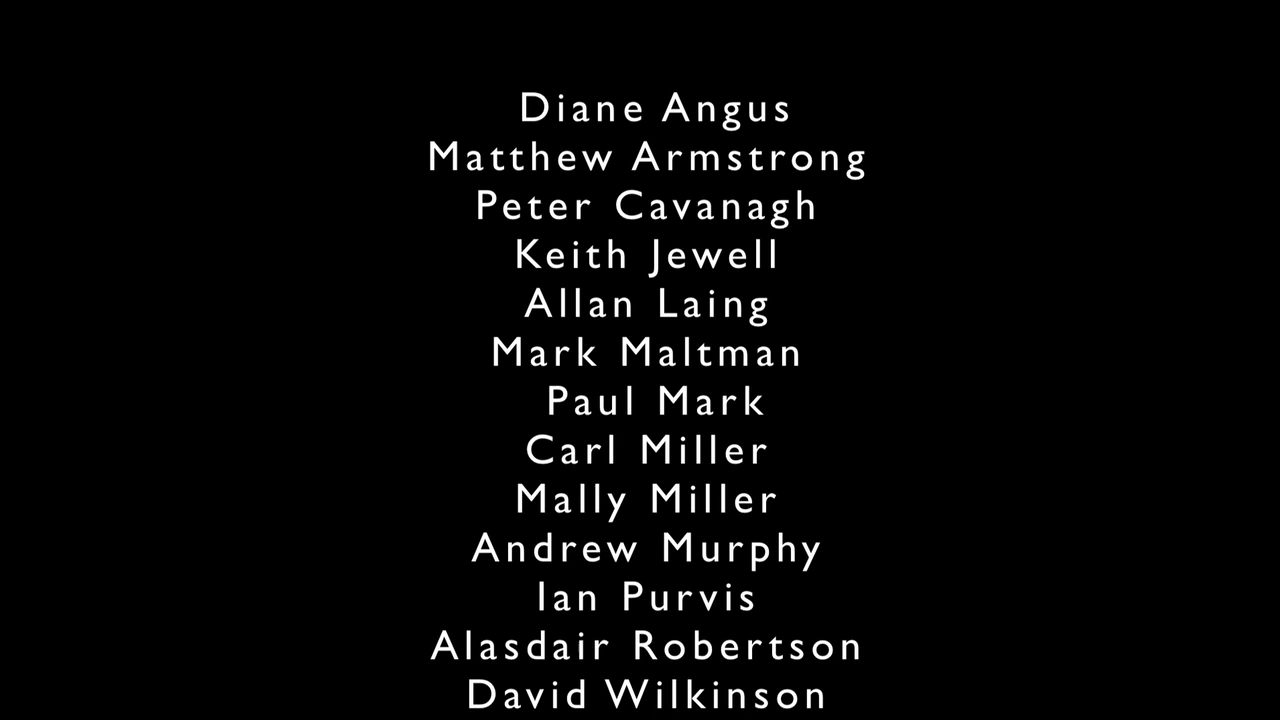 Diane Angus
Matthew Armstrong
Peter Cavanagh
Keith Jewell
Allan Laing
Mark Maltman
Paul Mark
Carl Miller
Mally Miller
Andrew Murphy
Ian Purvis
Alasdair Robertson
David Wilkinson